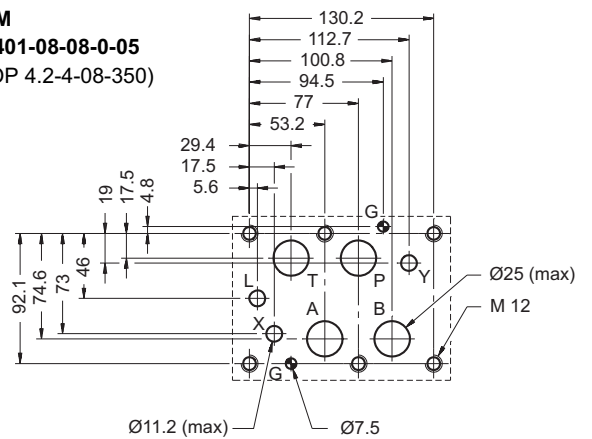 M
401-08-08-0-05
OP 4.2-4-08-350)
130.2
112.7
100.8
94.5
77
53.2
29.4
17.5
5.6
19
17.5
4.8
92.1
74.6
73
46
G
T
P
Y
L
A
B
X
G
Ø25 (max)
M 12
Ø11.2 (max)
Ø7.5